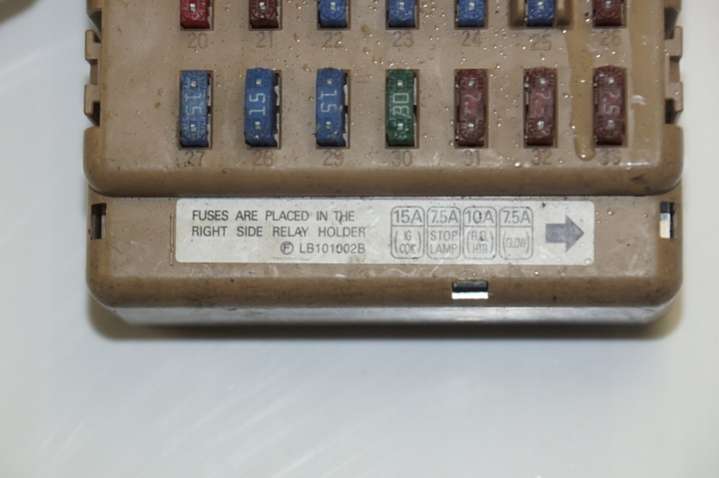 20 21 22 23 24 25 26
15 15 15 30
27 28 29 30 31 32 33
FUSES ARE PLACED IN THE
RIGHT SIDE RELAY HOLDER
F LB101002B
15A 7.5A 10A 7.5A
STOP
LAMP
(GLOW)